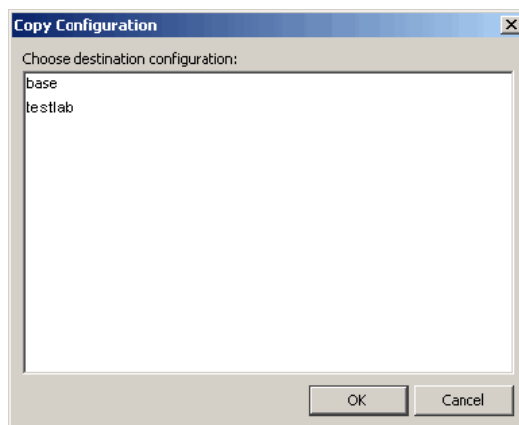 Copy Configuration
Choose destination configuration:
base
testlab
OK
Cancel